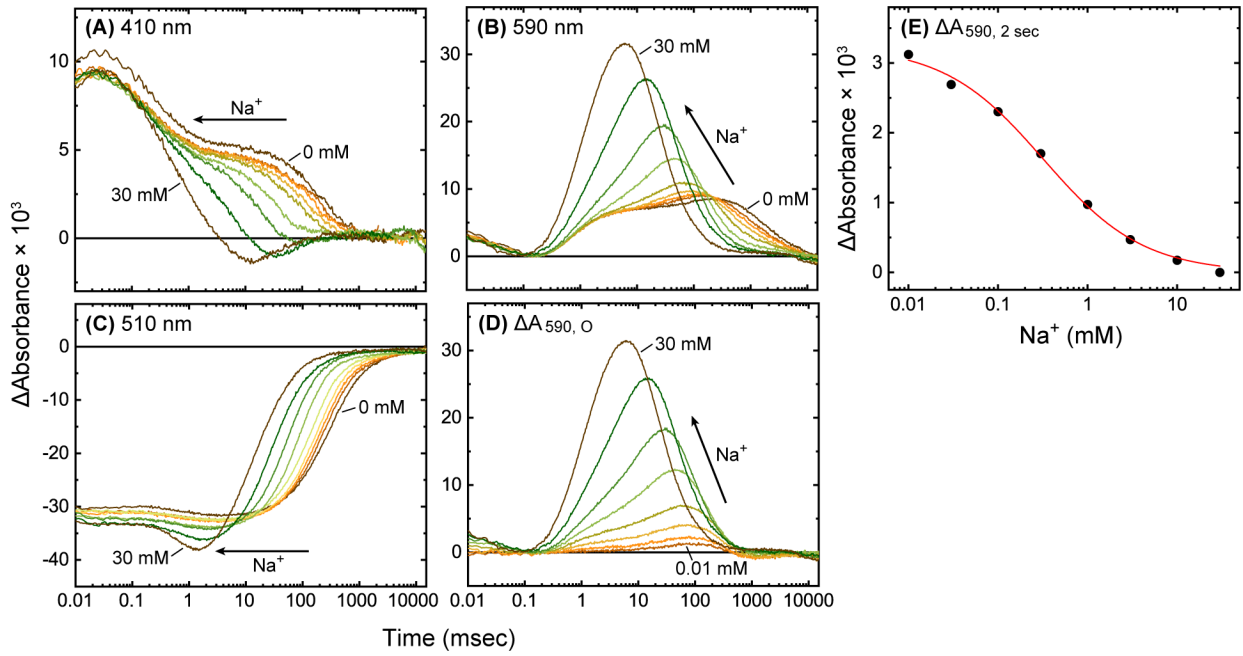 (A) 410 nm
10
5
0
Na⁺
0 mM
30 mM
(B) 590 nm
30
20
10
0
30 mM
Na⁺
0 mM
(C) 510 nm
0
-10
-20
-30
-40
0 mM
30 mM
Na⁺
0.01 0.1 1 10 100 1000 10000
(D) ΔA590, O
30
20
10
0
30 mM
Na⁺
0.01 mM
0.01 0.1 1 10 100 1000 10000
ΔAbsorbance × 10³
Time (msec)
(E) ΔA590, 2 sec
3
2
1
0
ΔAbsorbance × 10³
0.01 0.1 1 10
Na⁺ (mM)